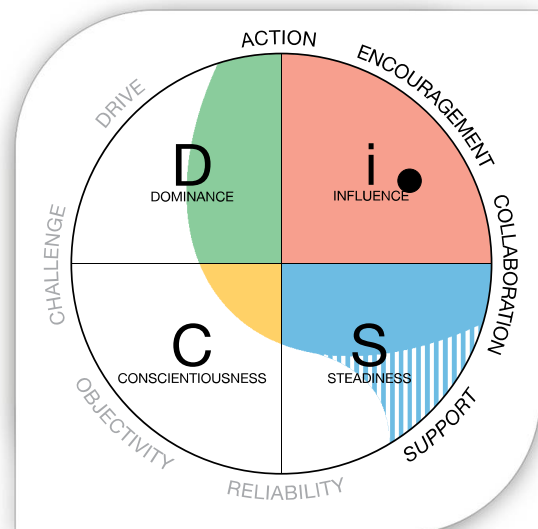 ACTION
ENCOURAGEMENT
DRIVE
D
DOMINANCE
i
INFLUENCE
COLLABORATION
CHALLENGE
C
CONSCIENTIOUSNESS
S
STEADINESS
OBJECTIVITY
SUPPORT
RELIABILITY